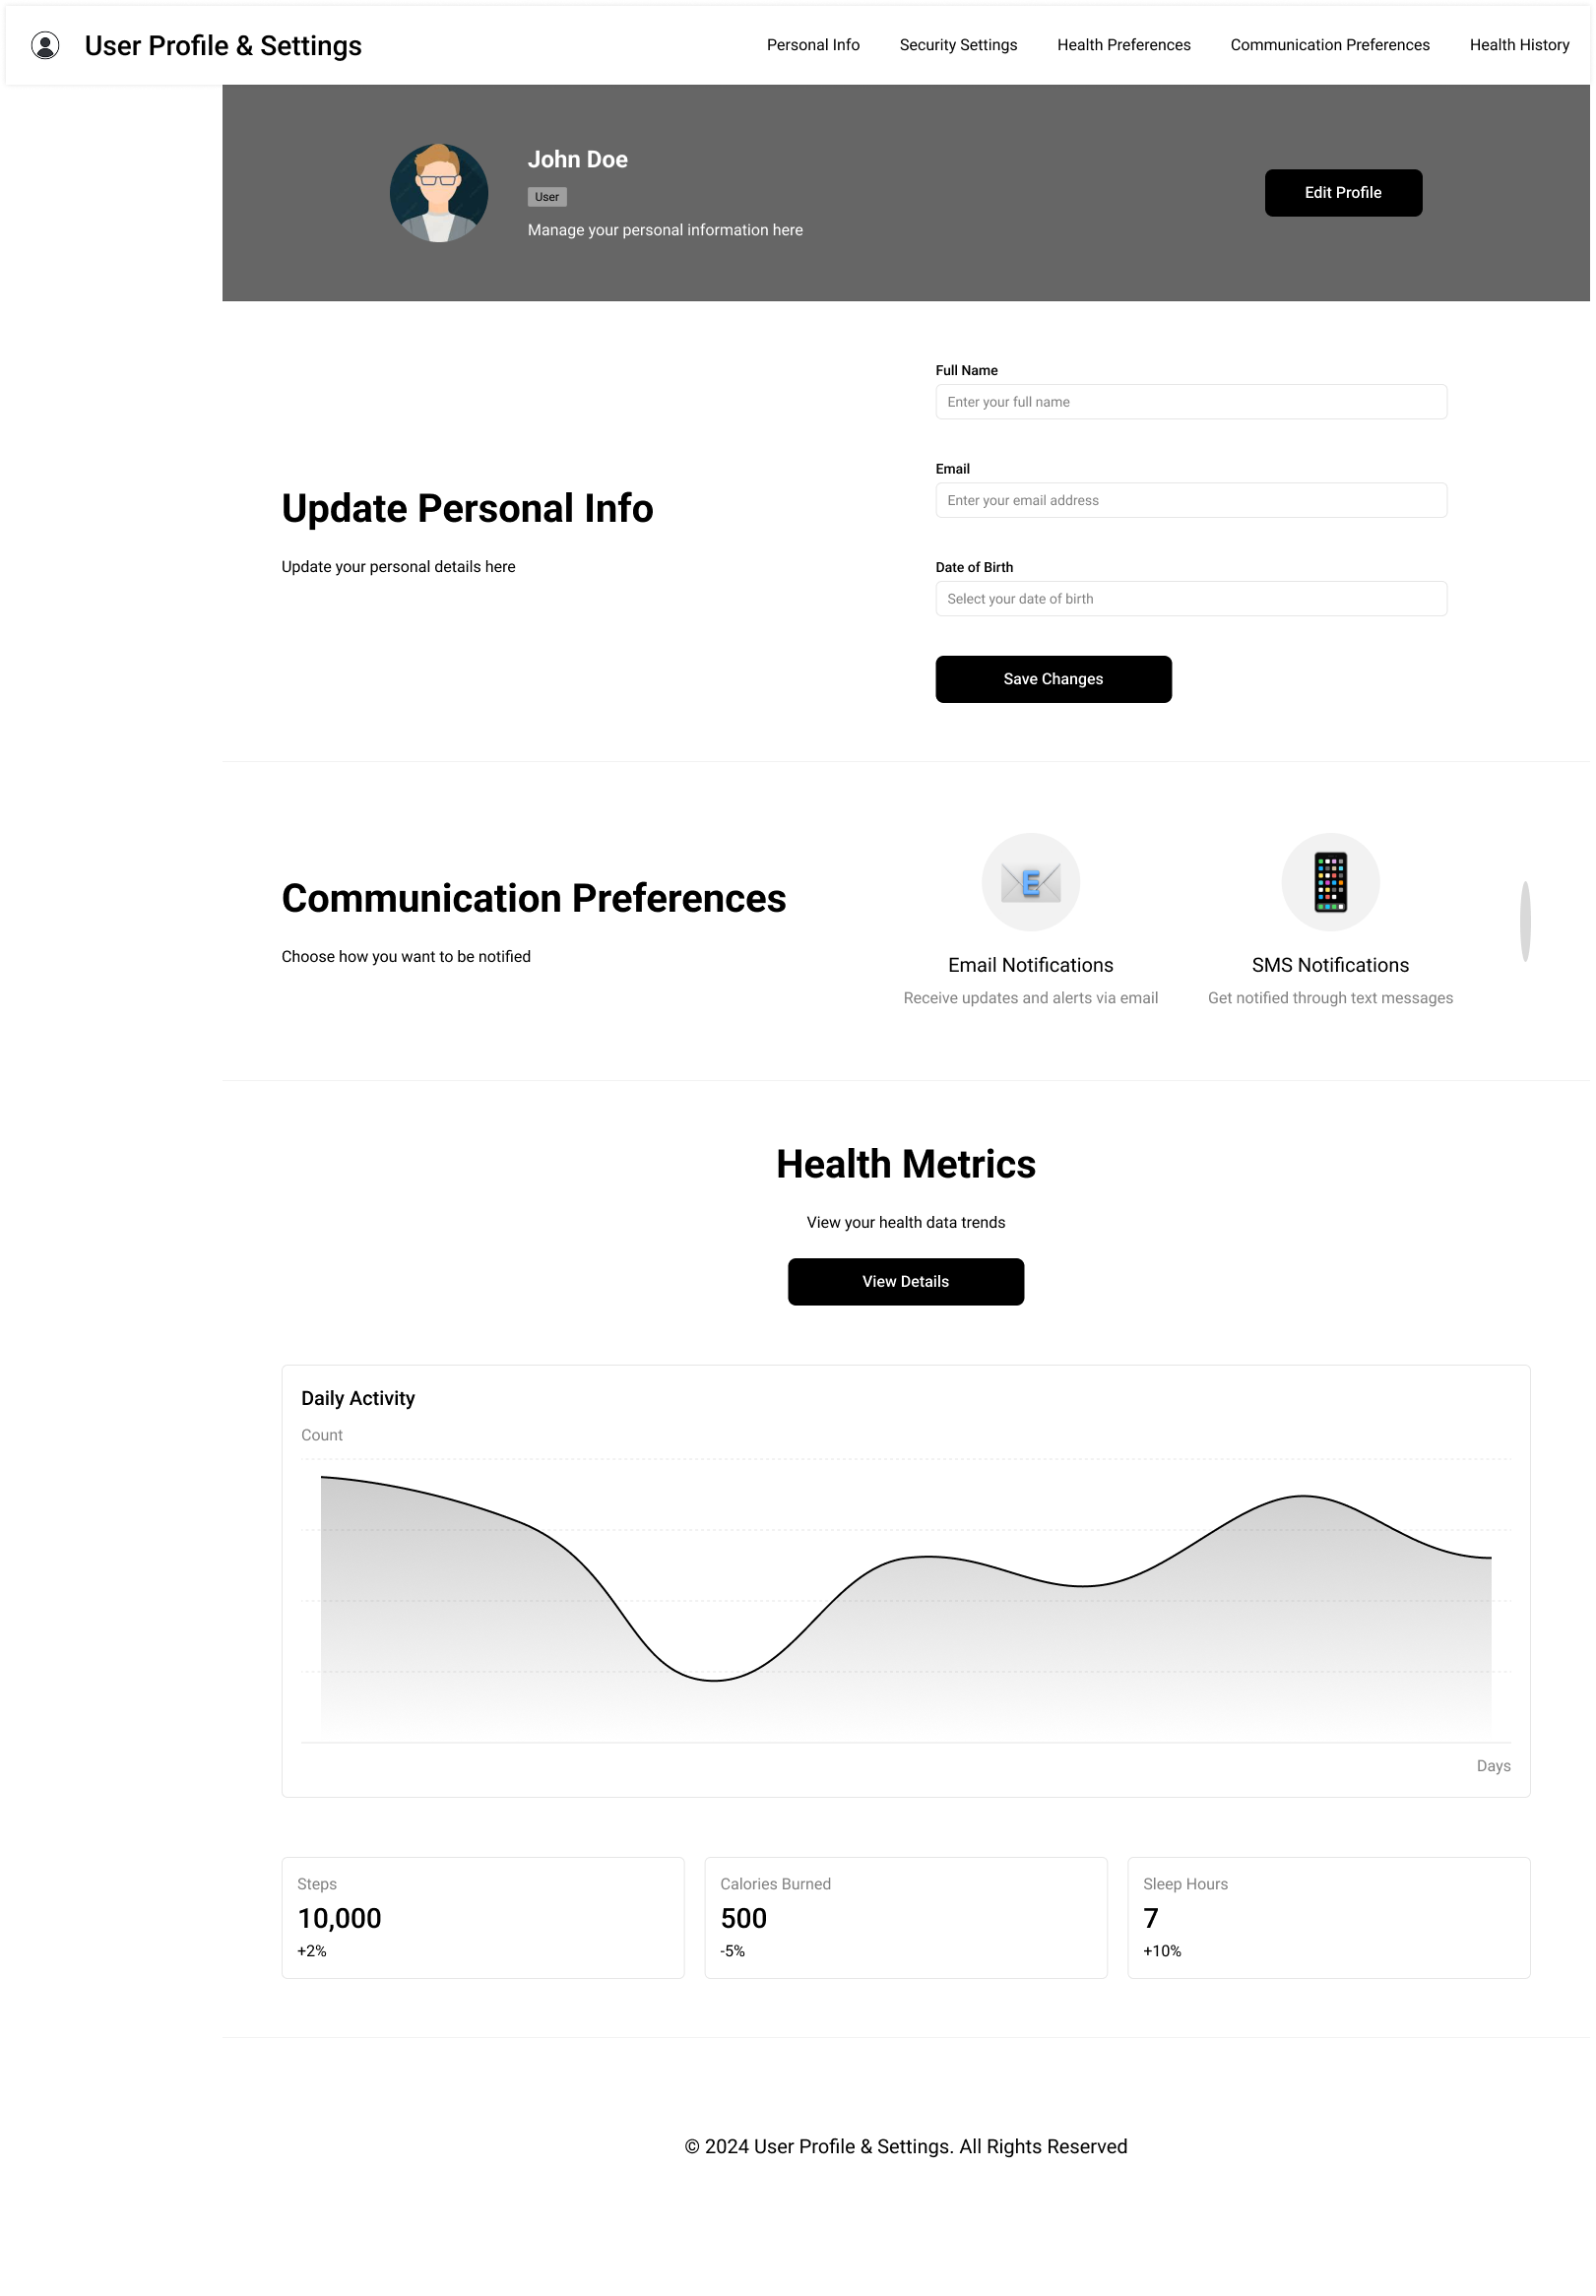 User Profile & Settings
Personal Info
Security Settings
Health Preferences
Communication Preferences
Health History
John Doe
User
Manage your personal information here
Edit Profile
Update Personal Info
Update your personal details here
Full Name
Enter your full name
Email
Enter your email address
Date of Birth
Select your date of birth
Save Changes
Communication Preferences
Choose how you want to be notified
E
Email Notifications
Receive updates and alerts via email
SMS Notifications
Get notified through text messages
Health Metrics
View your health data trends
View Details
Daily Activity
Count
Days
Steps
10,000
+2%
Calories Burned
500
-5%
Sleep Hours
7
+10%
© 2024 User Profile & Settings. All Rights Reserved